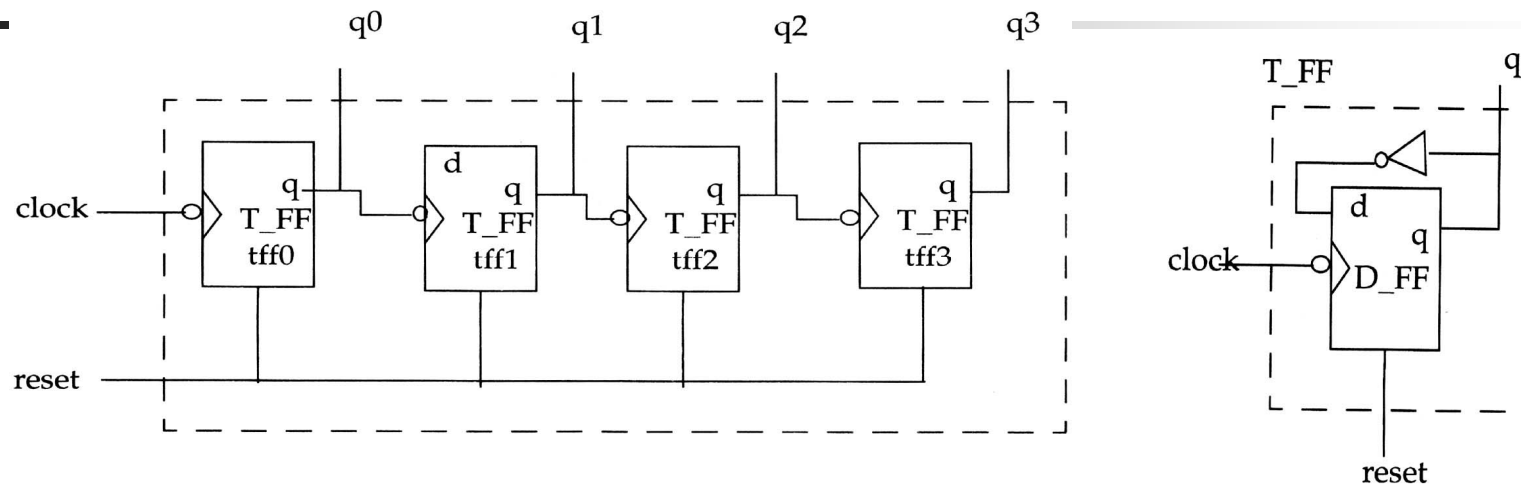 q0
q1
q2
q3
clock
q
T_FF
tff0
d
q
T_FF
tff1
q
T_FF
tff2
q
T_FF
tff3
reset
T_FF
q
d
q
clock
D_FF
reset